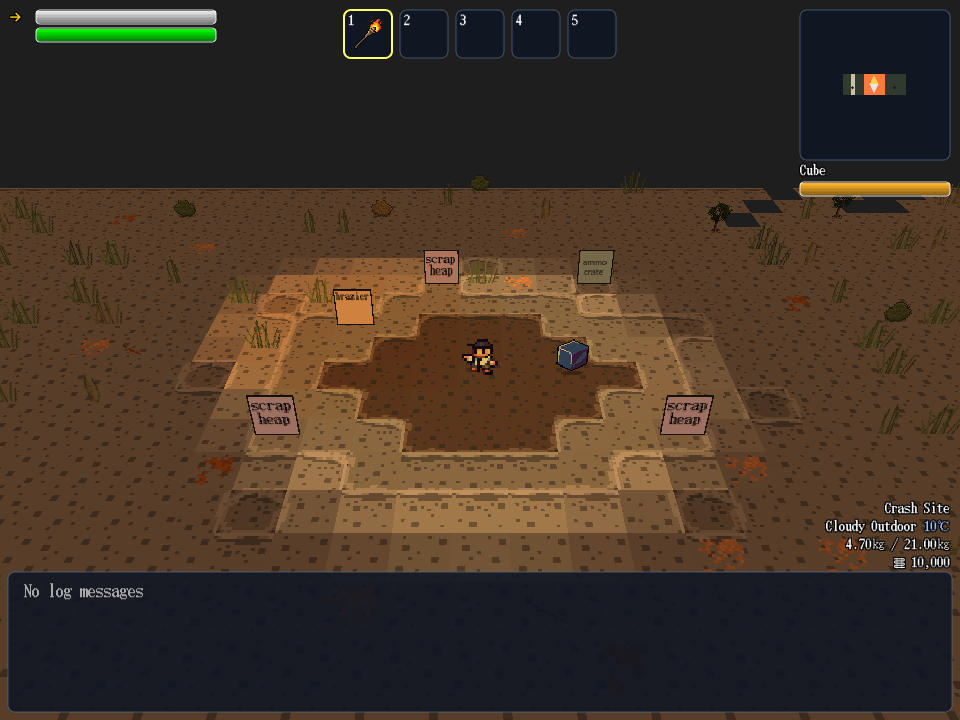 1 2 3 4 5
Cube
scrap
heap
ammo
crate
brazier
scrap
heap
scrap
heap
Crash Site
Cloudy Outdoor 10℃
4.70kg / 21.00kg
10,000
No log messages